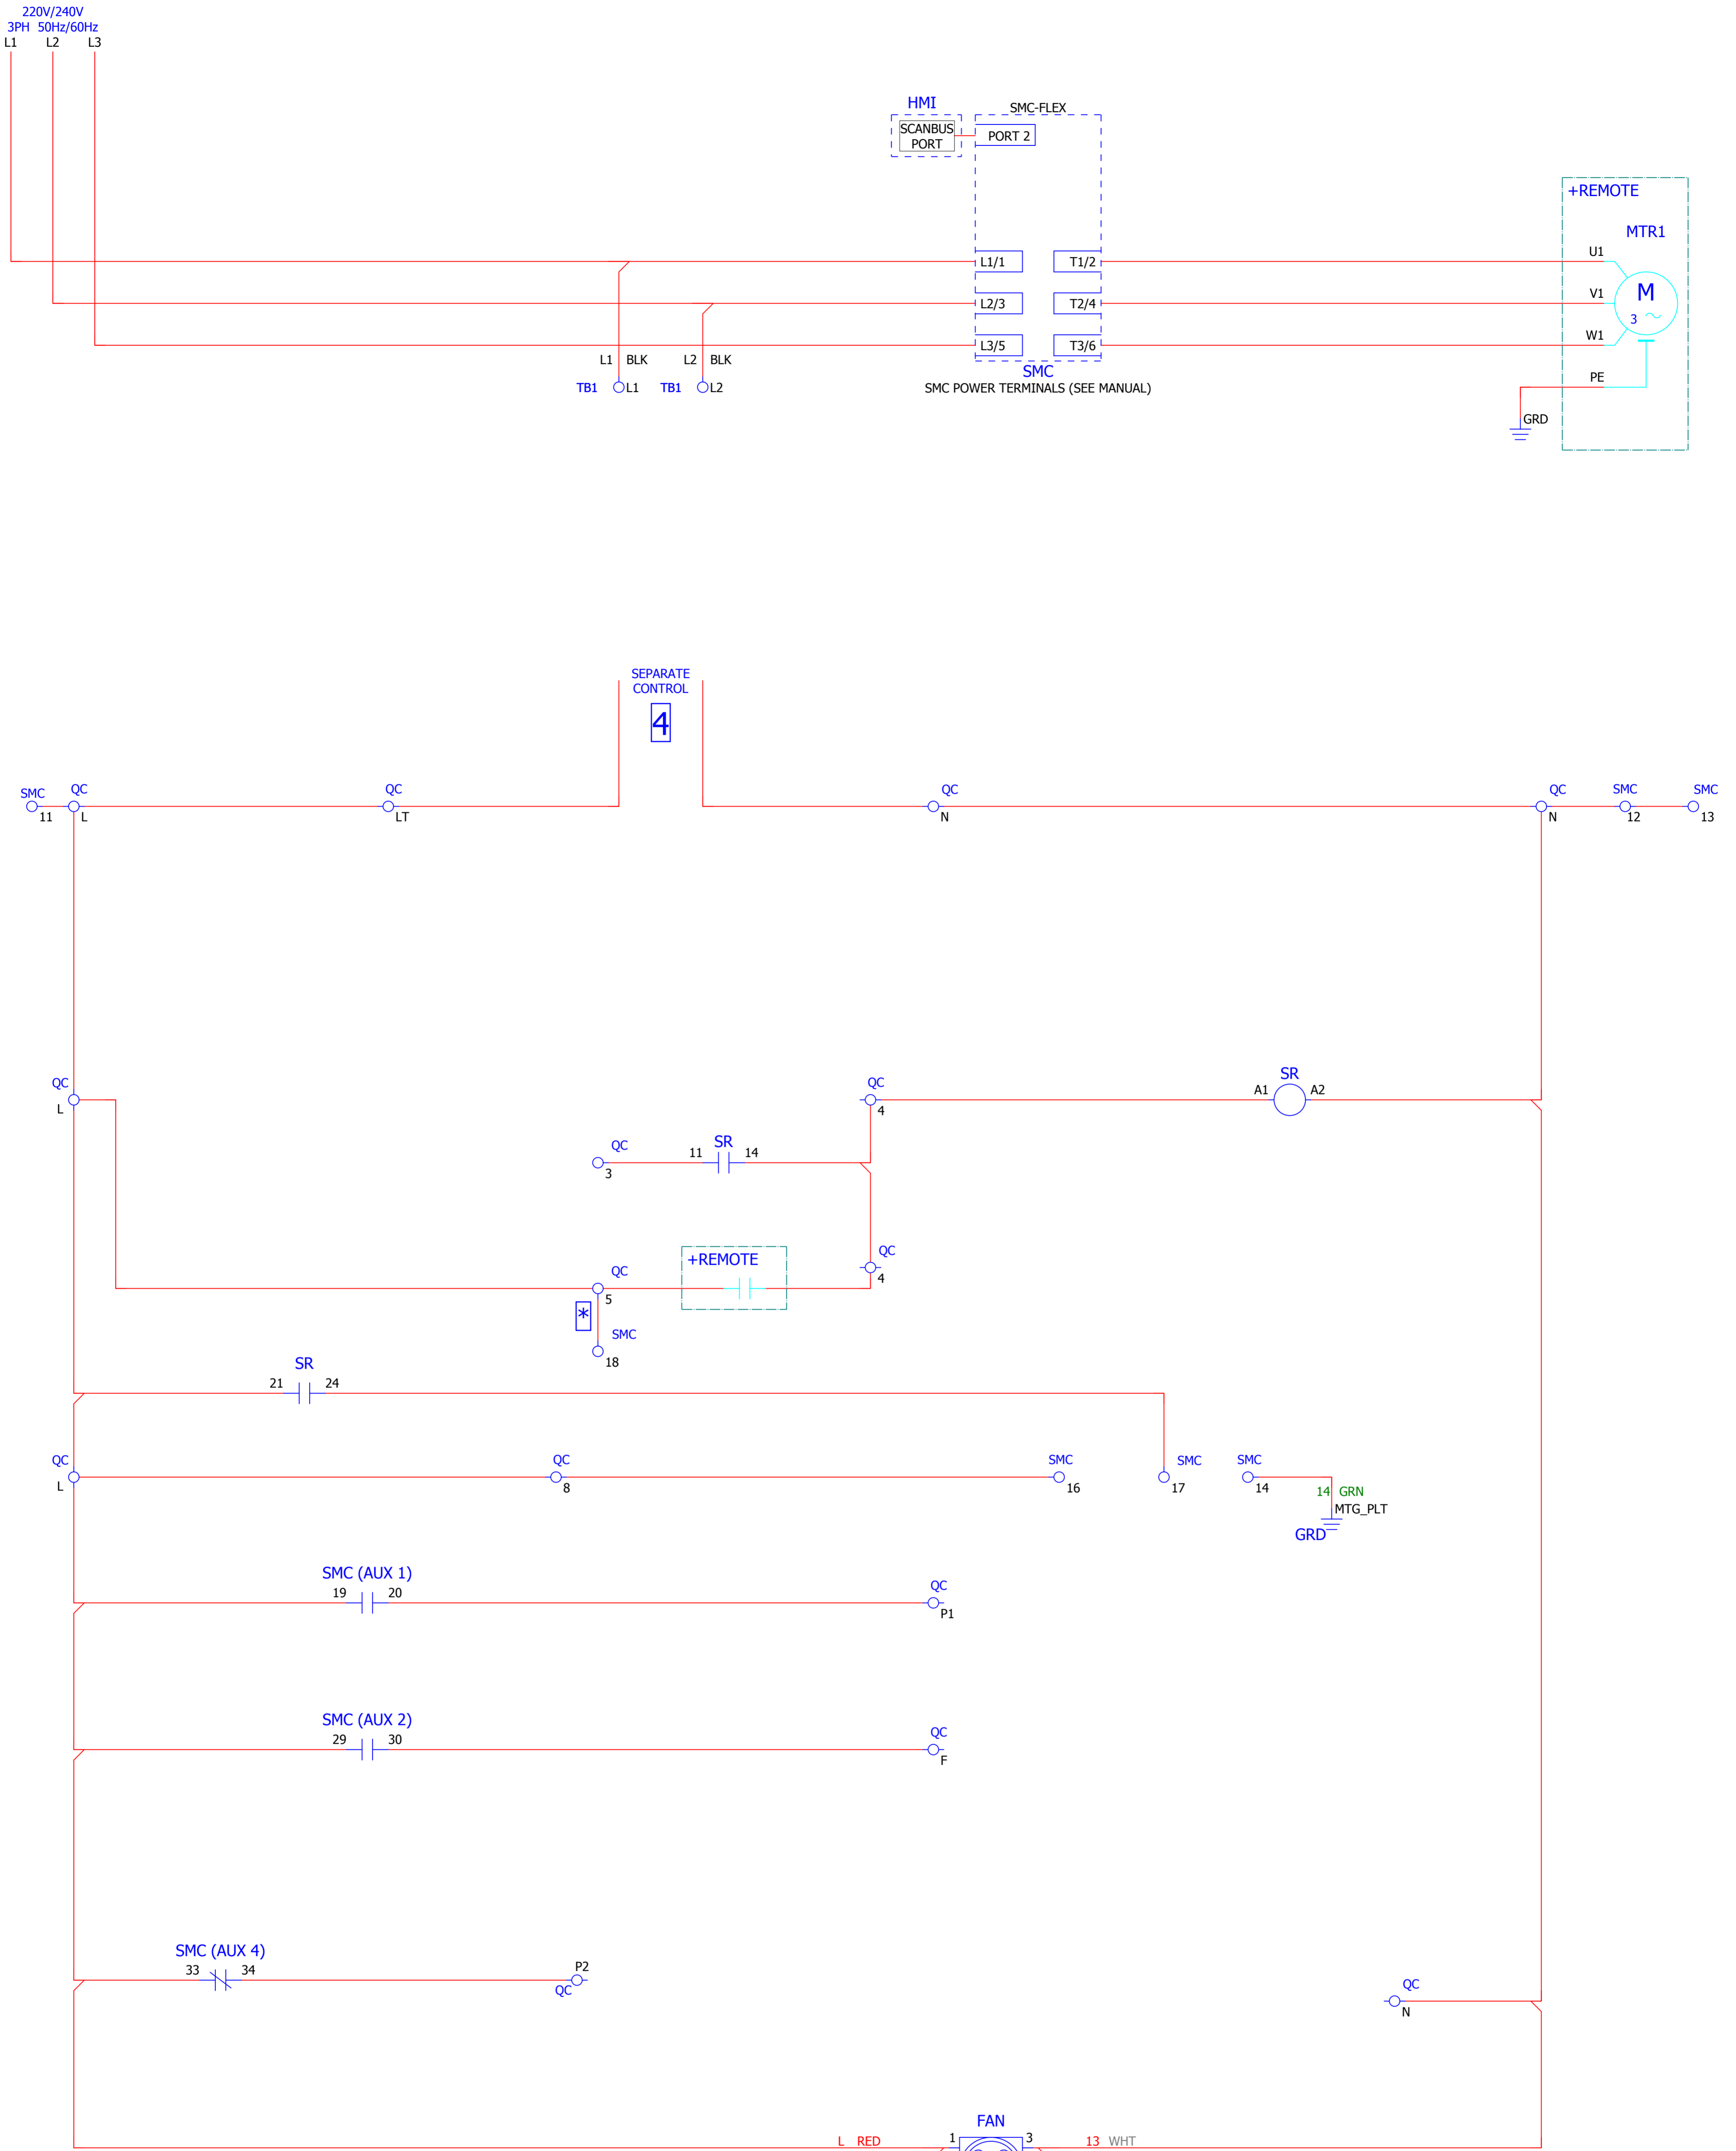 220V/240V
3PH 50Hz/60Hz
L1 L2 L3
HMI
SMC-FLEX
SCANBUS
PORT
PORT 2
+REMOTE
MTR1
L1/1 T1/2 U1
L2/3 T2/4 V1
M
3
L3/5 T3/6 W1
L1 BLK L2 BLK
TB1 L1 TB1 L2
SMC
SMC POWER TERMINALS (SEE MANUAL)
PE
GRD
SEPARATE
CONTROL
4
SMC QC QC QC QC SMC SMC
11 L LT N N 12 13
QC QC SR
L 4 A1 A2
QC SR
3 11 14
QC +REMOTE QC
5 4
*
SMC
18
SR
21 24
QC QC SMC SMC SMC
L 8 16 17 14
14 GRN
MTG_PLT
GRD
SMC (AUX 1)
19 20 QC
P1
SMC (AUX 2)
29 30 QC
F
SMC (AUX 4)
33 34 P2
QC
QC
N
FAN
L RED 1 3 13 WHT